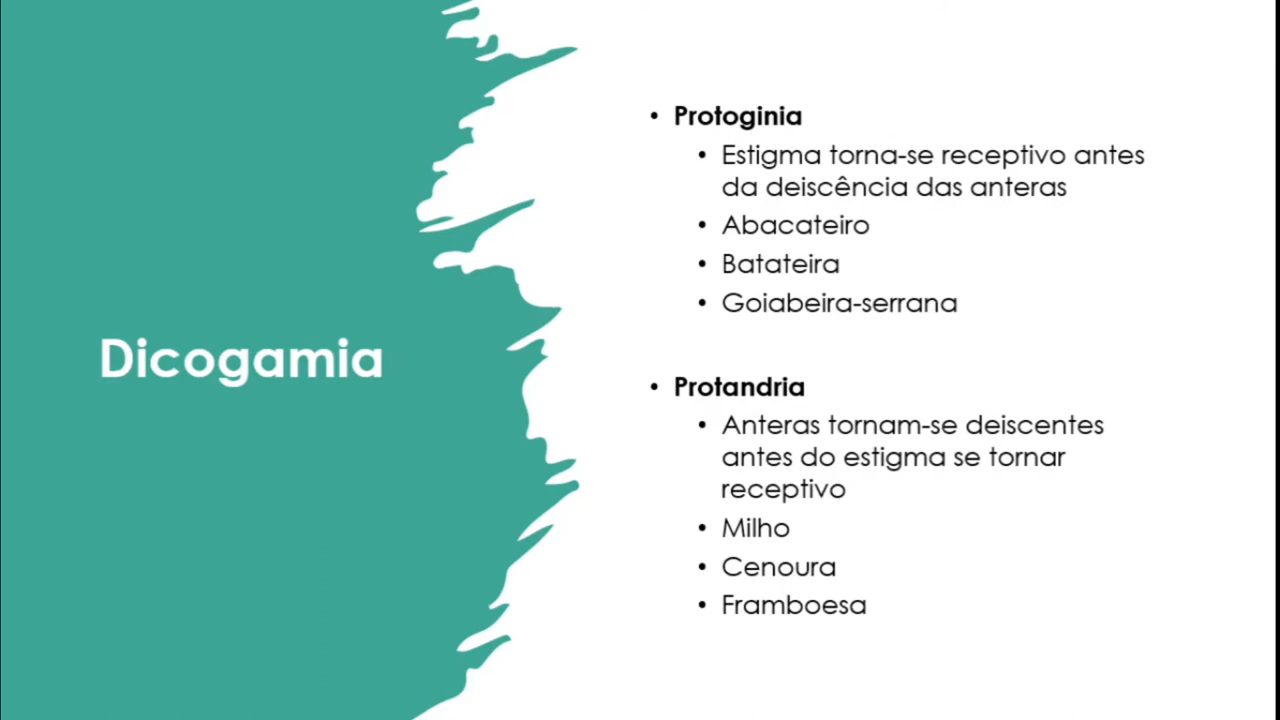 Dicogamia
• Protoginia
• Estigma torna-se receptivo antes
da deiscência das anteras
• Abacateiro
• Batateira
• Goiabeira-serrana
• Protandria
• Anteras tornam-se deiscentes
antes do estigma se tornar
receptivo
• Milho
• Cenoura
• Framboesa